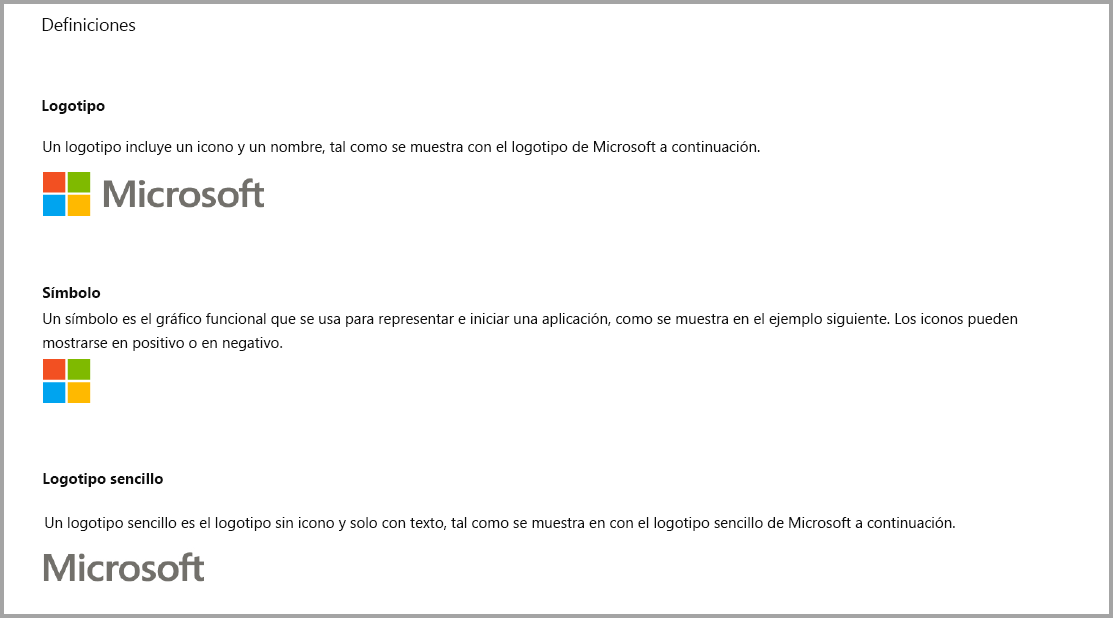 Definiciones
Logotipo
Un logotipo incluye un icono y un nombre, tal como se muestra con el logotipo de Microsoft a continuación.
Microsoft
Símbolo
Un símbolo es el gráfico funcional que se usa para representar e iniciar una aplicación, como se muestra en el ejemplo siguiente. Los iconos pueden
mostrarse en positivo o en negativo.
Logotipo sencillo
Un logotipo sencillo es el logotipo sin icono y solo con texto, tal como se muestra en con el logotipo sencillo de Microsoft a continuación.
Microsoft